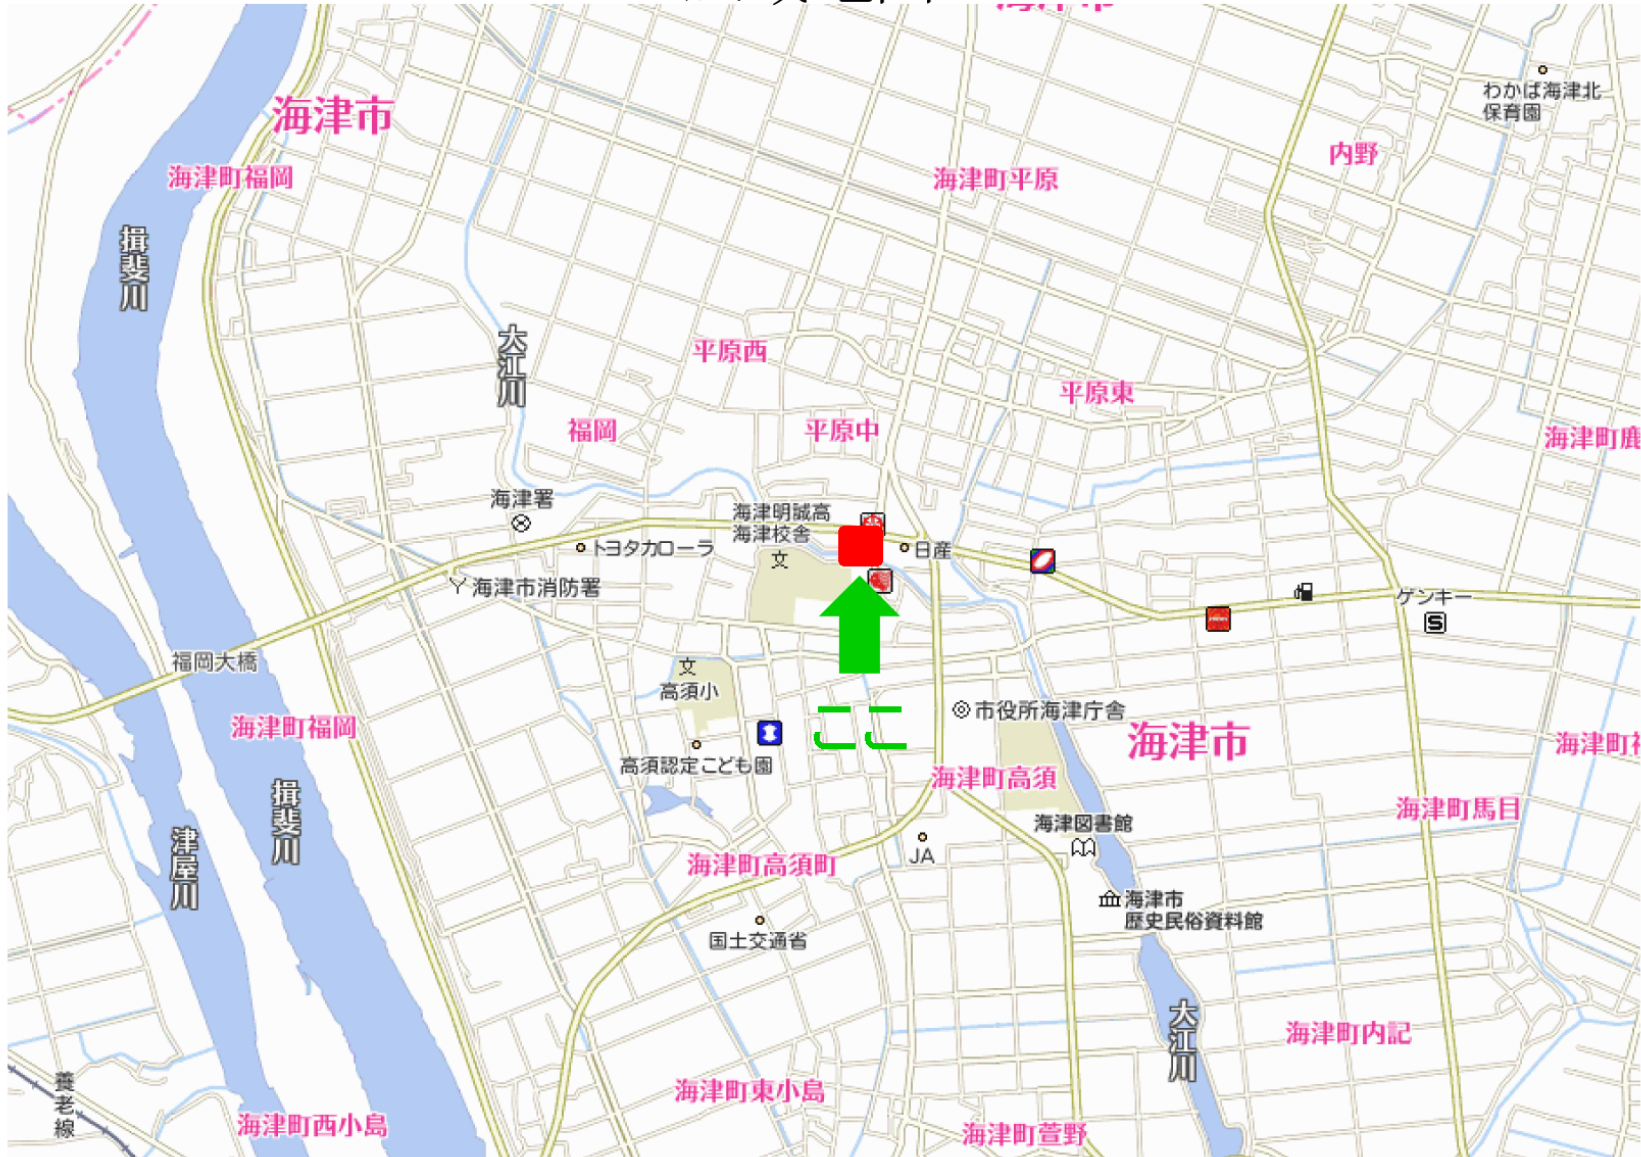 海津市
わかば海津北
保育園
内野
海津町福岡
海津町平原
揖斐川
大江川
平原西
平原東
福岡
平原中
海津町鹿
海津署
海津明誠高
海津校舎
文
トヨタカローラ
日産
海津市消防署
ゲンキー
S
福岡大橋
文
高須小
ここ
市役所海津庁舎
海津町福岡
海津市
高須認定こども園
海津町高須
揖斐川
海津町馬目
津屋川
海津図書館
JA
海津町高須町
海津市
歴史民俗資料館
国土交通省
大江川
海津町内記
養老線
海津町東小島
海津町西小島
海津町萱野